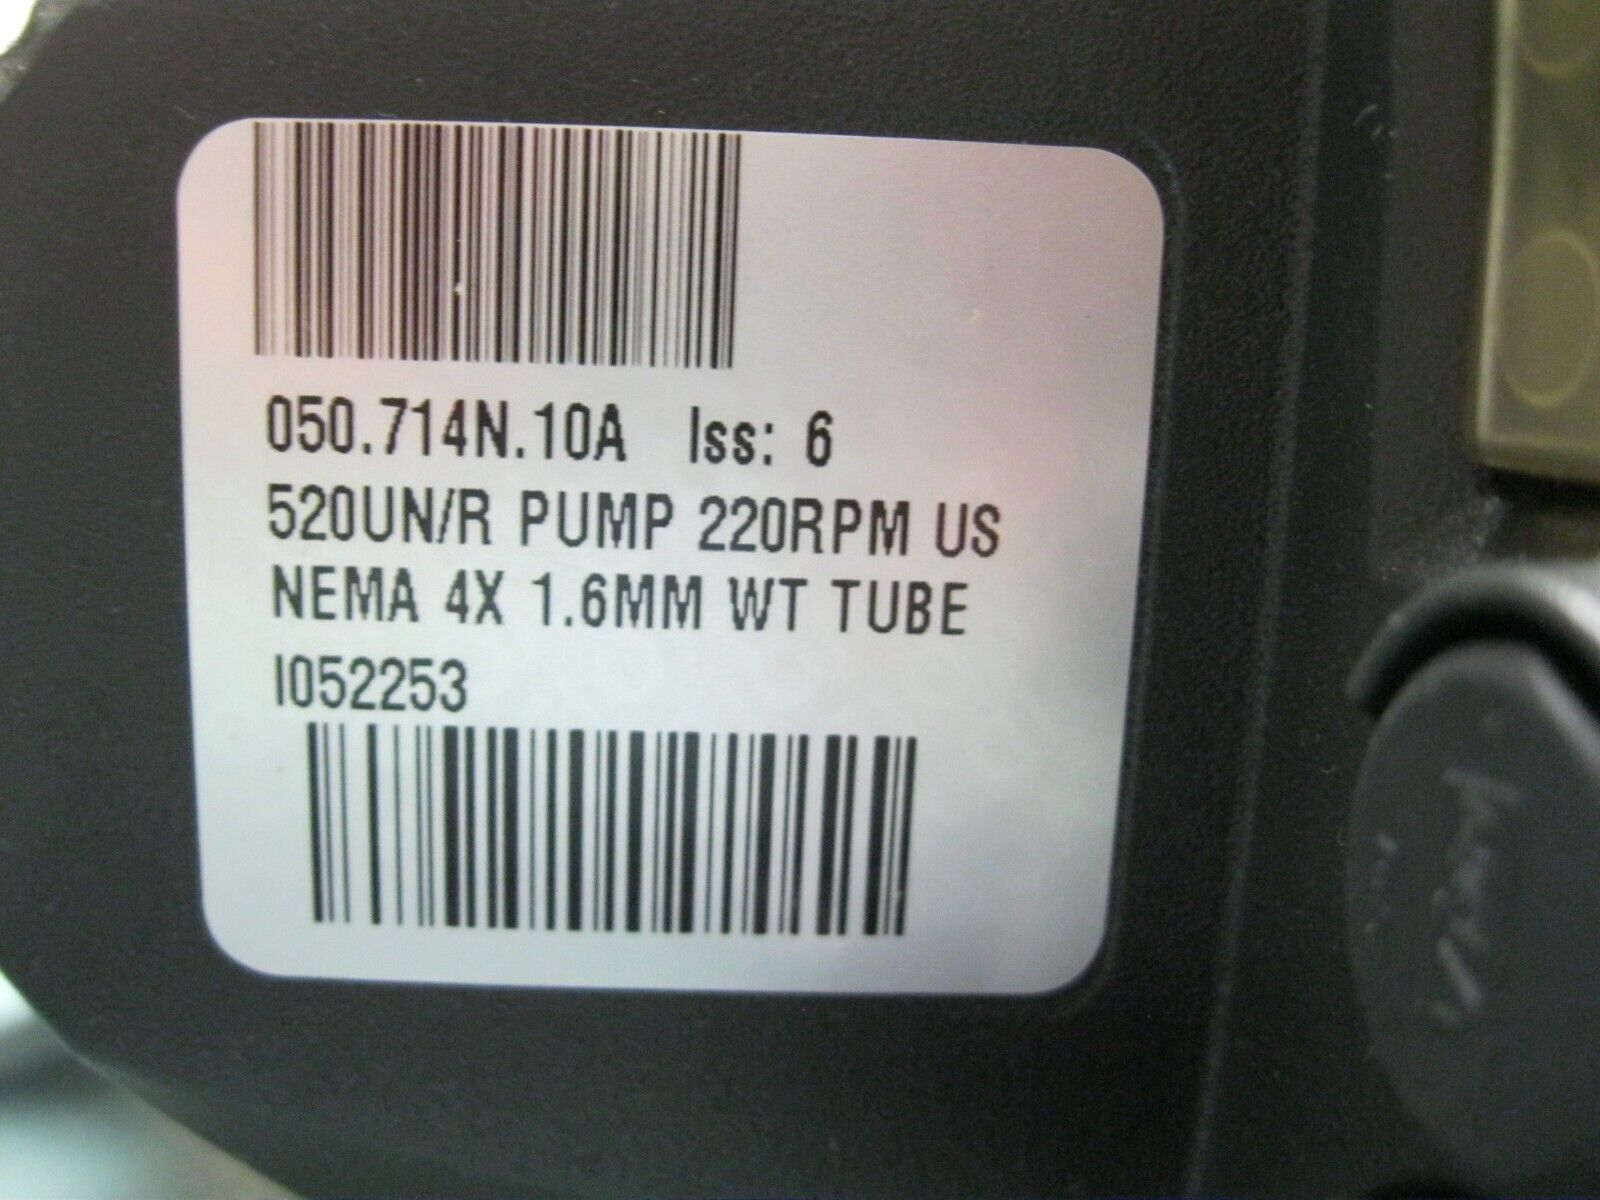 050.714N.10A Iss: 6
520UN/R PUMP 220RPM US
NEMA 4X 1.6MM WT TUBE
I052253